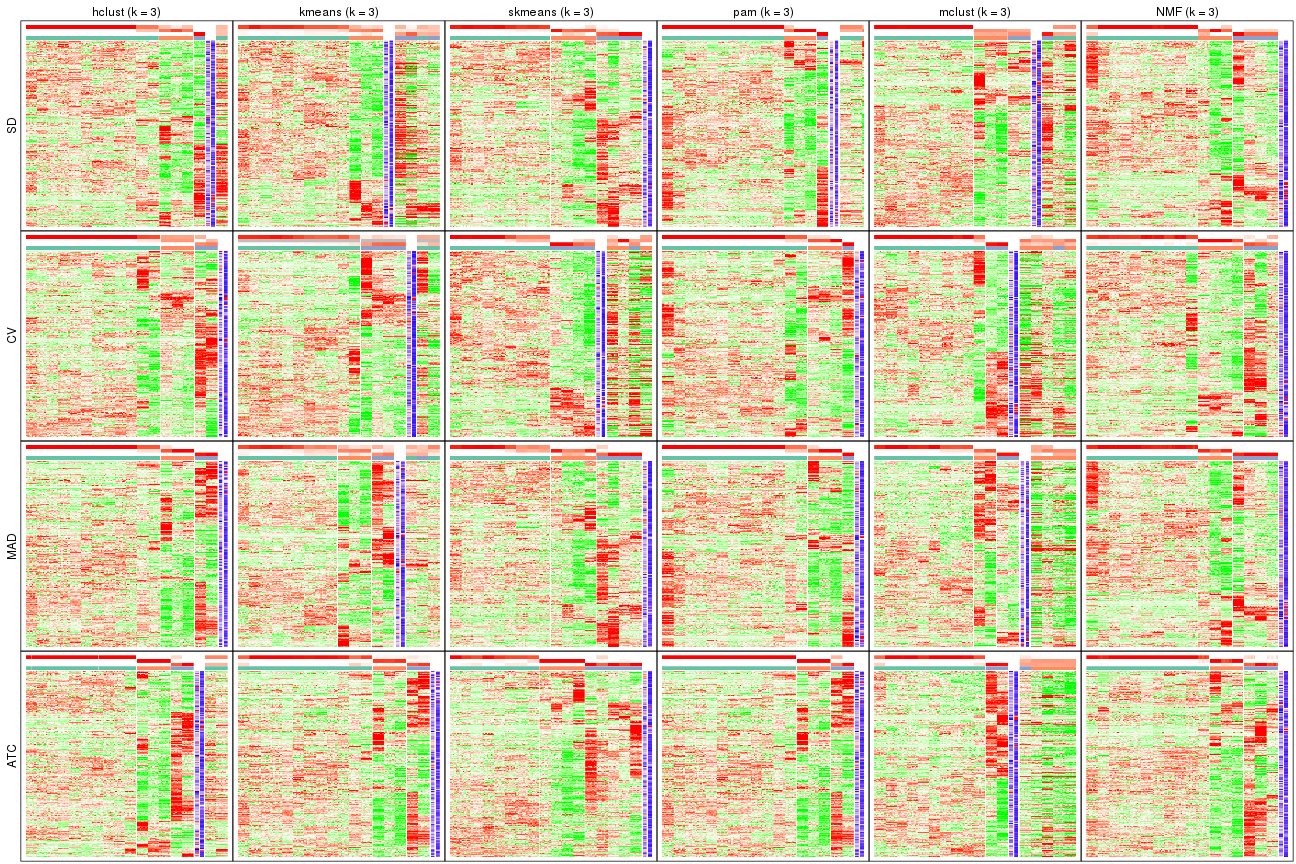 hclust (k = 3) kmeans (k = 3) skmeans (k = 3) pam (k = 3) mclust (k = 3) NMF (k = 3)
SD
CV
MAD
ATC